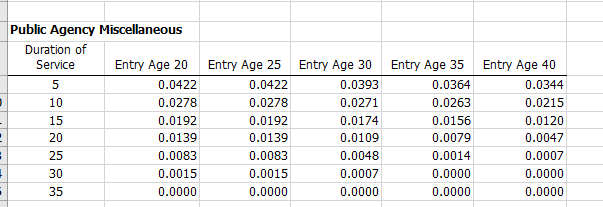 Public Agency Miscellaneous
Duration of
Service Entry Age 20 Entry Age 25 Entry Age 30 Entry Age 35 Entry Age 40
5 0.0422 0.0422 0.0393 0.0364 0.0344
10 0.0278 0.0278 0.0271 0.0263 0.0215
15 0.0192 0.0192 0.0174 0.0156 0.0120
20 0.0139 0.0139 0.0109 0.0079 0.0047
25 0.0083 0.0083 0.0048 0.0014 0.0007
30 0.0015 0.0015 0.0007 0.0000 0.0000
35 0.0000 0.0000 0.0000 0.0000 0.0000